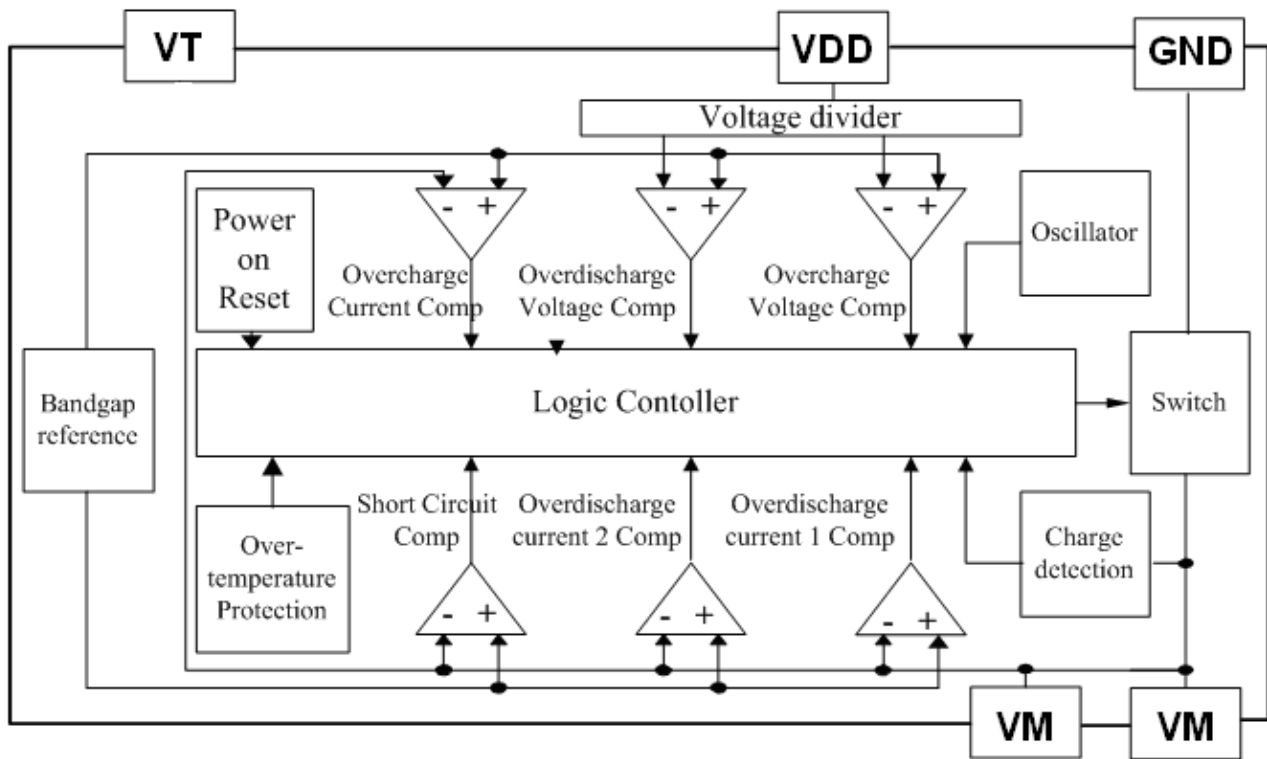 VT
VDD
GND
Voltage divider
- +
- +
- +
Power
on
Reset
Oscillator
Overcharge
Current Comp
Overdischarge
Voltage Comp
Overcharge
Voltage Comp
Bandgap
reference
Logic Contoller
Switch
Short Circuit
Comp
Overdischarge
current 2 Comp
Overdischarge
current 1 Comp
Over-
temperature
Protection
Charge
detection
- +
- +
- +
VM
VM